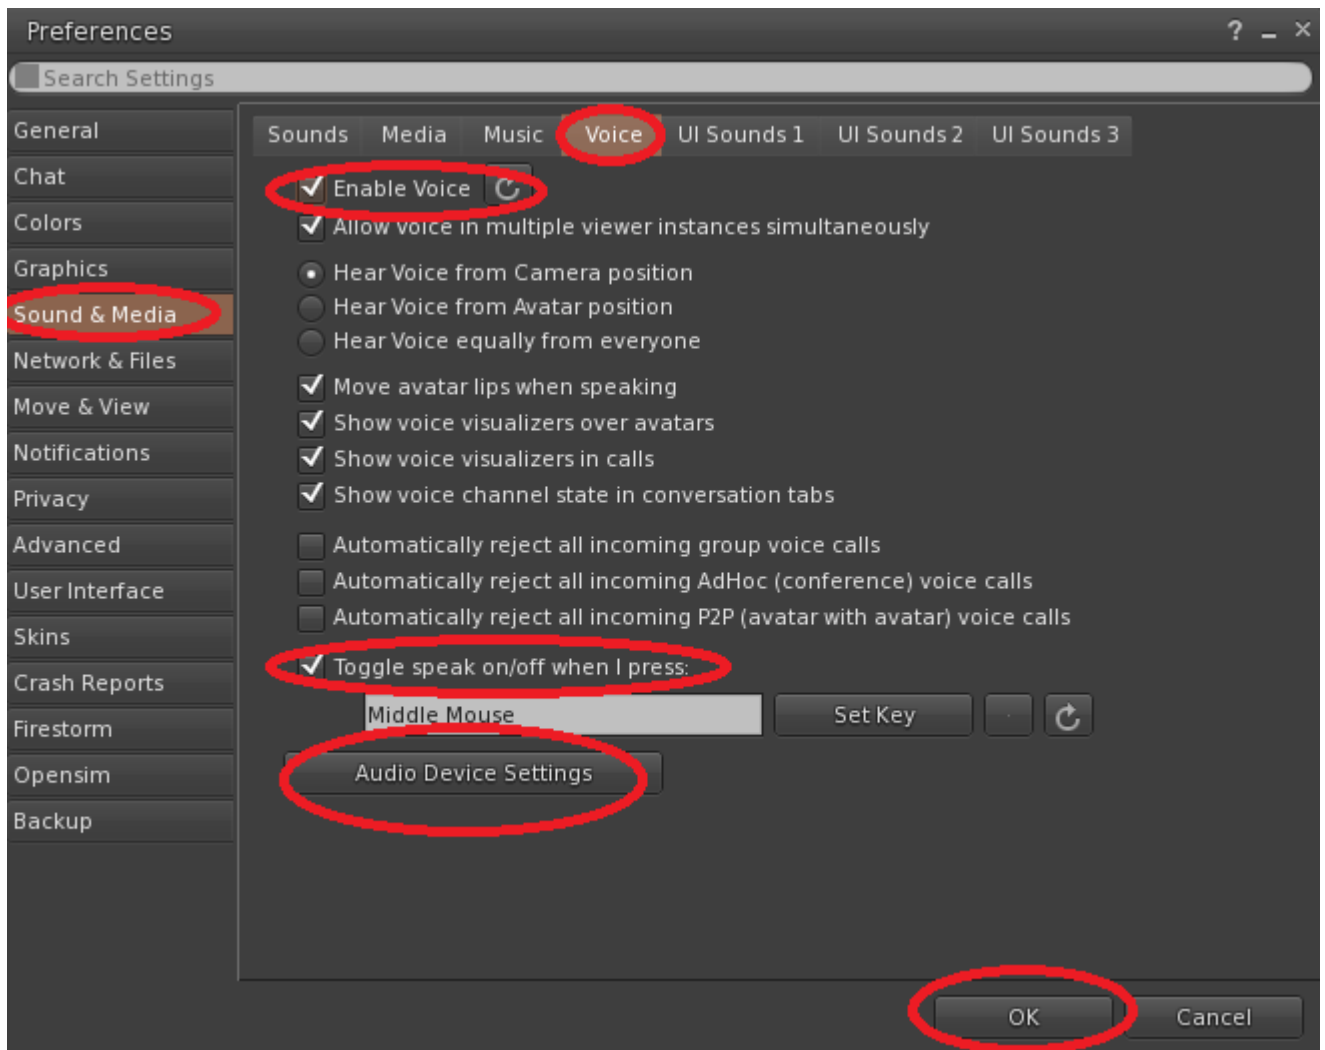 Preferences
Search Settings
General
Chat
Colors
Graphics
Sound & Media
Network & Files
Move & View
Notifications
Privacy
Advanced
User Interface
Skins
Crash Reports
Firestorm
Opensim
Backup
Sounds Media Music Voice UI Sounds 1 UI Sounds 2 UI Sounds 3
Enable Voice
Allow voice in multiple viewer instances simultaneously
Hear Voice from Camera position
Hear Voice from Avatar position
Hear Voice equally from everyone
Move avatar lips when speaking
Show voice visualizers over avatars
Show voice visualizers in calls
Show voice channel state in conversation tabs
Automatically reject all incoming group voice calls
Automatically reject all incoming AdHoc (conference) voice calls
Automatically reject all incoming P2P (avatar with avatar) voice calls
Toggle speak on/off when I press:
Middle Mouse Set Key
Audio Device Settings
OK Cancel